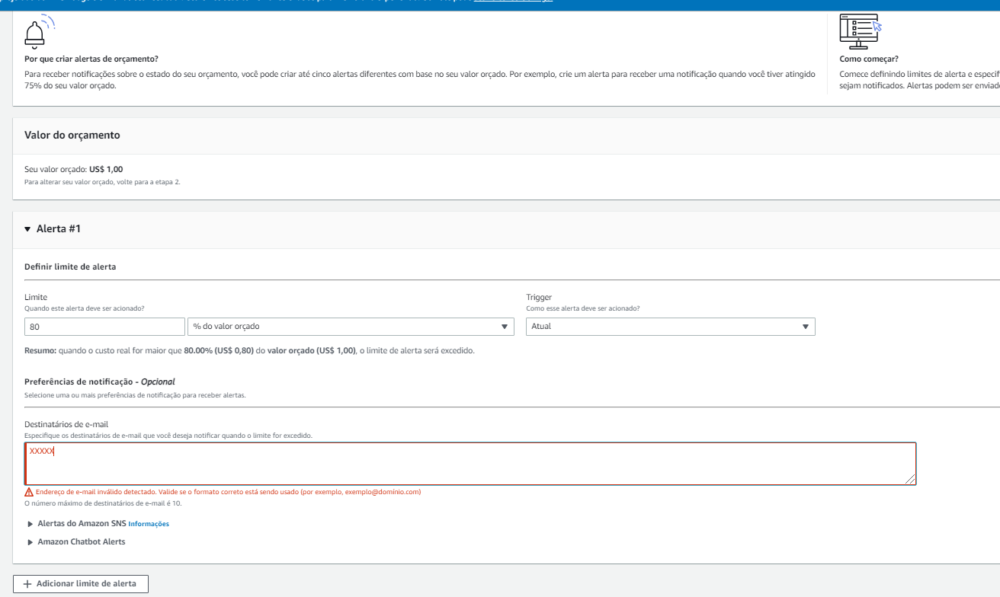 Por que criar alertas de orçamento?
Para receber notificações sobre o estado do seu orçamento, você pode criar até cinco alertas diferentes com base no seu valor orçado. Por exemplo, crie um alerta para receber uma notificação quando você tiver atingido
75% do seu valor orçado.
Como começar?
Comece definindo limites de alerta e
sejam notificados. Alertas podem ser
Valor do orçamento
Seu valor orçado: US$ 1,00
Para alterar seu valor orçado, volte para a etapa 2.
Alerta #1
Definir limite de alerta
Limite
Quando este alerta deve ser acionado?
80
% do valor orçado
Trigger
Como esse alerta deve ser acionado?
Atual
Resumo: quando o custo real for maior que 80.00% (US$ 0,80) do valor orçado (US$ 1,00), o limite de alerta será excedido.
Preferências de notificação - Opcional
Selecione uma ou mais preferências de notificação para receber alertas.
Destinatários de e-mail
Especifique os destinatários de e-mail que você deseja notificar quando o limite for excedido.
XXXXX
Endereço de e-mail inválido detectado. Valide se o formato correto está sendo usado (por exemplo, exemplo@domínio.com)
O número máximo de destinatários de e-mail é 10.
Alertas do Amazon SNS Informações
Amazon Chatbot Alerts
Adicionar limite de alerta